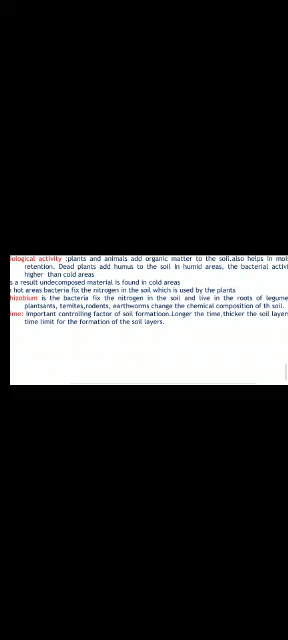 ological activity :plants and animals add organic matter to the soil.also helps in mois
retention. Dead plants add humus to the soil In humid areas, the bacterial activi
higher than cold areas
s a result undecomposed material is found in cold areas
n hot areas bacteria fix the nitrogen in the soil which is used by the plants
hizobium is the bacteria fix the nitrogen in the soil and live in the roots of legume
plantsants, temites,rodents, earthworms change the chemical composition of th soil.
me: Important controlling factor of soil formatioon.Longer the time,thicker the soil layers
time limit for the formation of the soil layers.